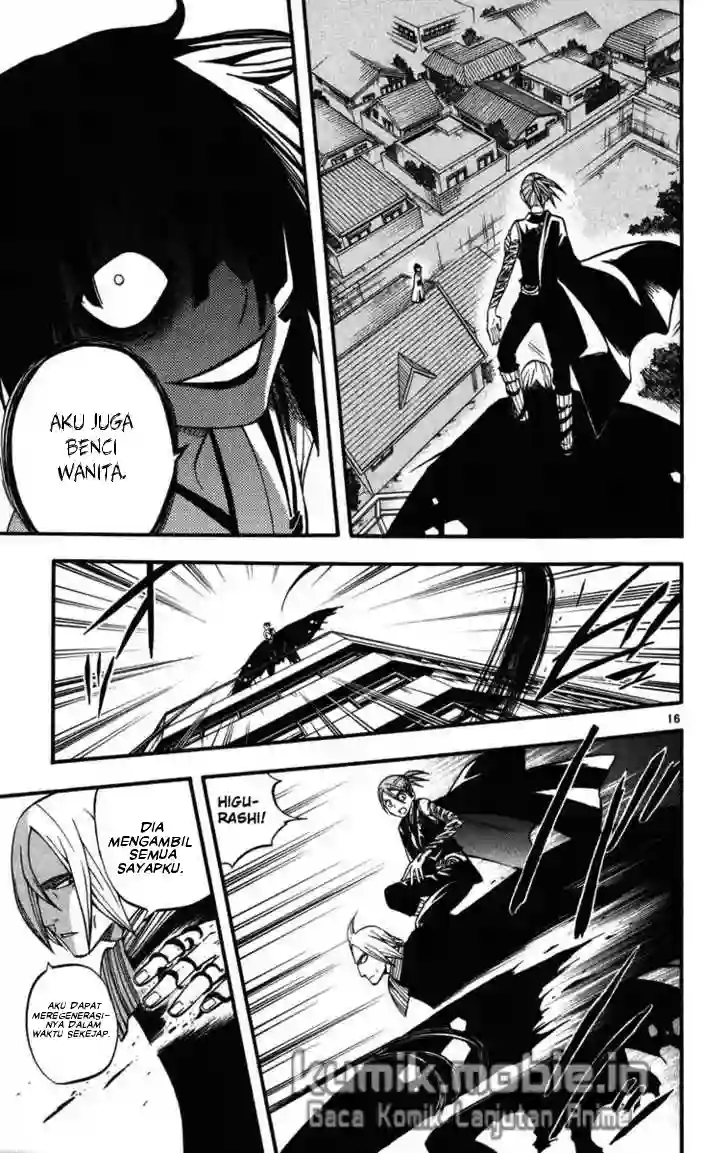 AKU JUGA
BENCI
WANITA.
16
HIGU-
RASHI!
DIA
MENGAMBIL
SEMUA
SAYAPKU.
AKU DAPAT
MEREGENERASI-
NYA DALAM
WAKTU SEKEJAP.
kumik.mobie.in
Baca Komik Lanjutan Anime